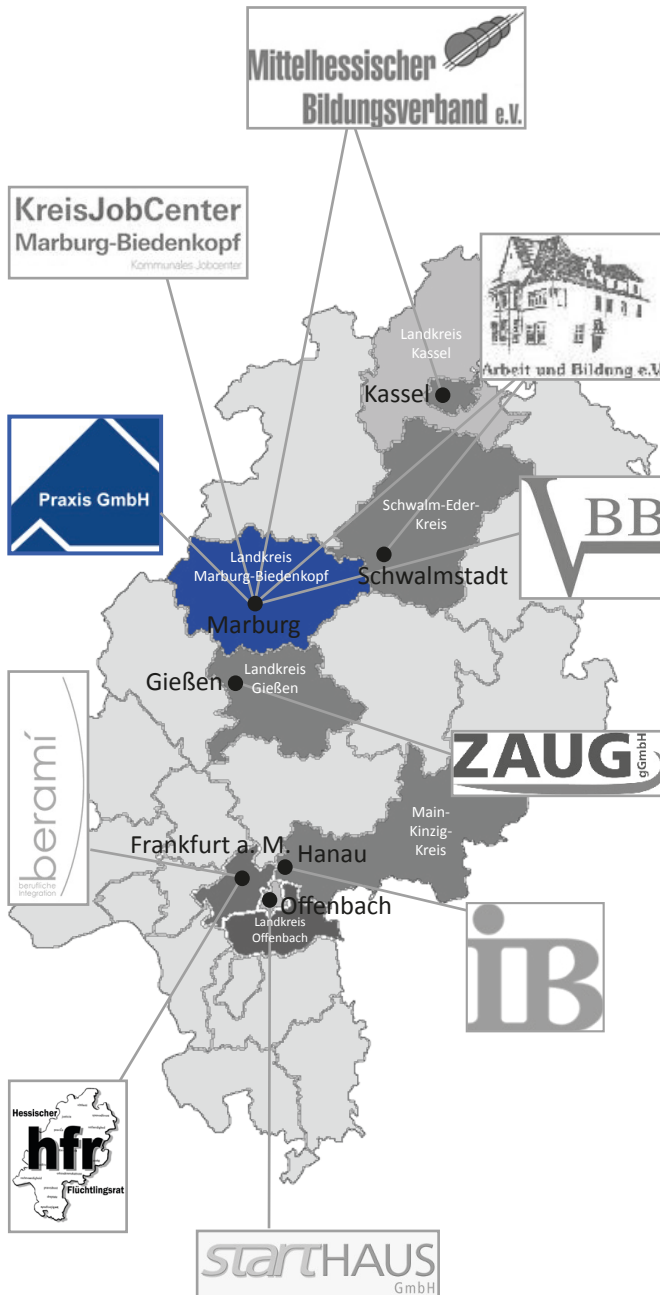 Mittelhessischer
Bildungsverband e.V.
KreisJobCenter
Marburg-Biedenkopf
Kommunales Jobcenter
Arbeit und Bildung e.V.
Landkreis
Kassel
Kassel
Praxis GmbH
VBB
Schwalm-Eder-
Kreis
Schwalmstadt
Landkreis
Marburg-Biedenkopf
Marburg
Landkreis
Gießen
Gießen
ZAUG
gGmbH
beramí
berufliche
integration
Main-
Kinzig-
Kreis
Frankfurt a. M.
Hanau
Offenbach
Landkreis
Offenbach
iB
Hessischer
hfr
Flüchtlingsrat
startHAUS
GmbH